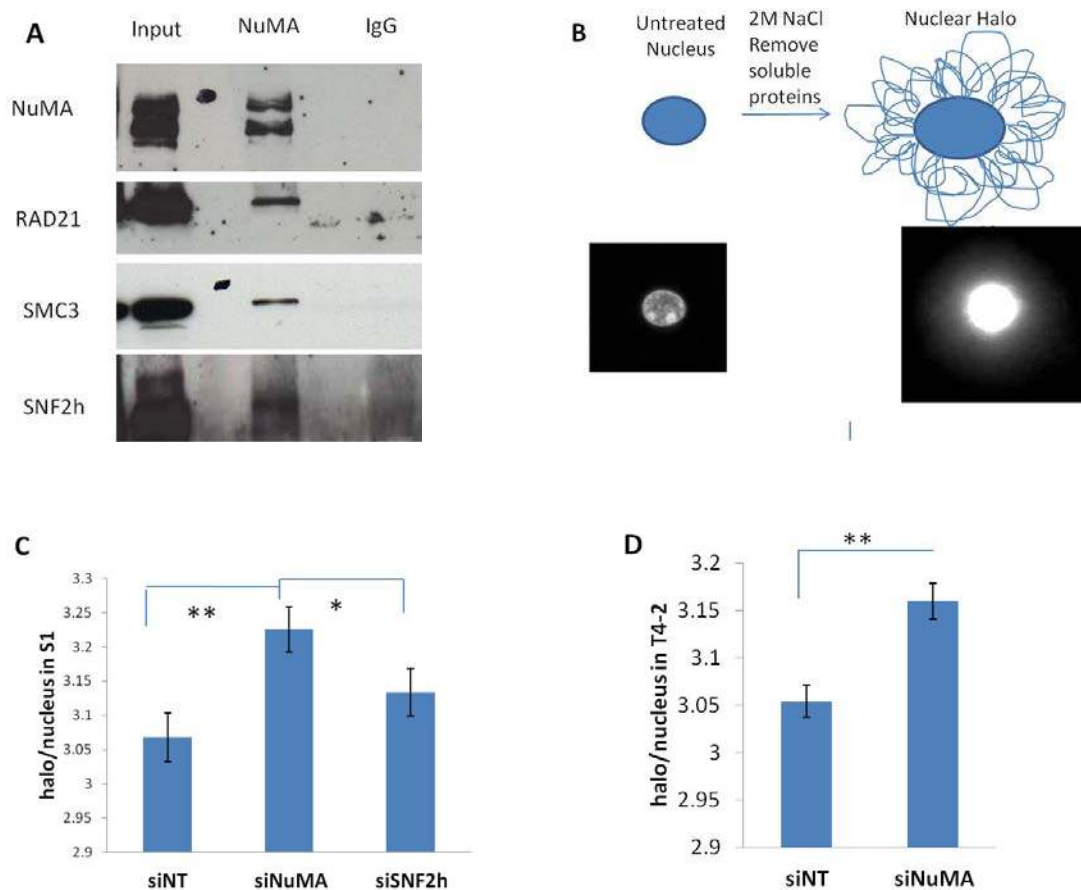 A
Input NuMA IgG
NuMA
RAD21
SMC3
SNF2h
B
Untreated
Nucleus
2M NaCl
Remove
soluble
proteins
Nuclear Halo
C
halo/nucleus in S1
3.3
3.25
3.2
3.15
3.1
3.05
3
2.95
2.9
**
*
siNT siNuMA siSNF2h
D
halo/nucleus in T4-2
3.2
3.15
3.1
3.05
3
2.95
2.9
**
siNT siNuMA